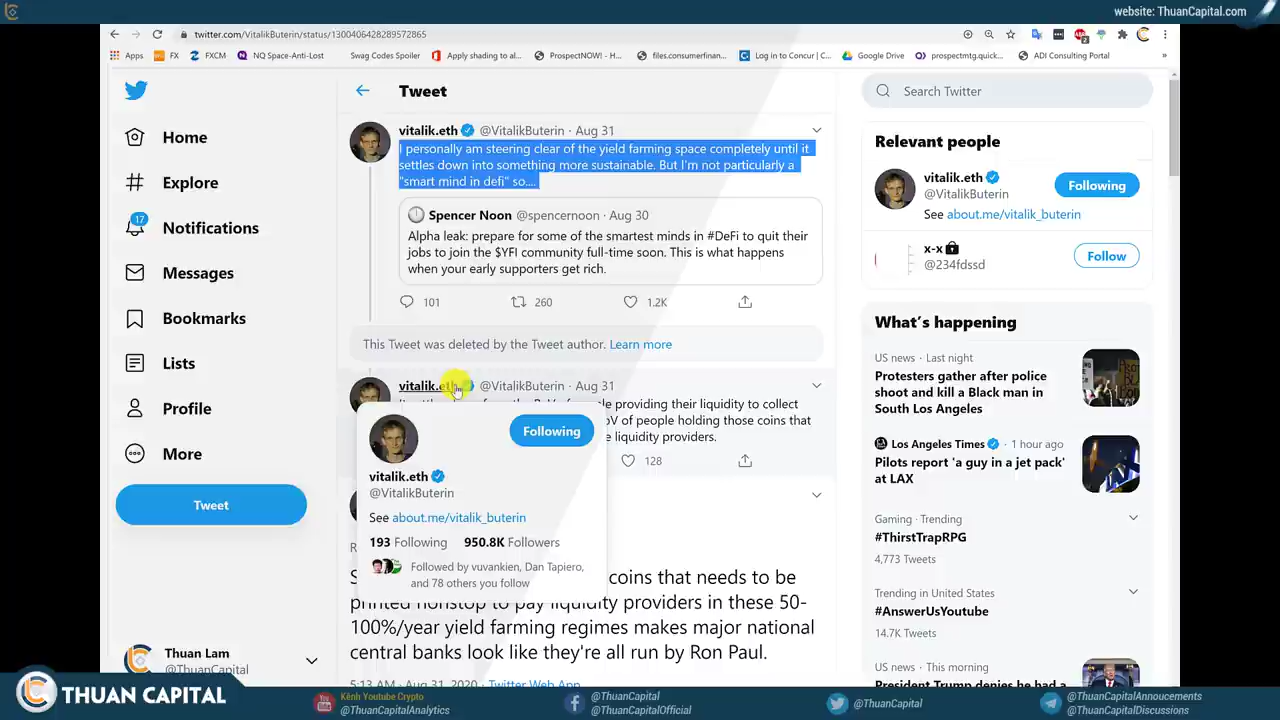 website: ThuanCapital.com
twitter.com/VitalikButerin/status/1300406428289572865
Apps
FX
FXCM
NQ Space-Anti-Lost
Swag Codes Spoiler
Apply shading to al...
ProspectNOW! - H...
files.consumerfinan...
Log in to Concur | C...
Google Drive
prospectmtg.quick...
ADI Consulting Portal
»
Home
Explore
17
Notifications
Messages
Bookmarks
Lists
Profile
More
Tweet
Thuan Lam
@ThuanCapital
Tweet
vitalik.eth @VitalikButerin · Aug 31
I personally am steering clear of the yield farming space completely until it
settles down into something more sustainable. But I'm not particularly a
"smart mind in defi" so....
Spencer Noon @spencernoon · Aug 30
Alpha leak: prepare for some of the smartest minds in #DeFi to quit their
jobs to join the $YFI community full-time soon. This is what happens
when your early supporters get rich.
101 260 1.2K
This Tweet was deleted by the Tweet author. Learn more
vitalik.eth @VitalikButerin · Aug 31
providing their liquidity to collect
of people holding those coins that
liquidity providers.
128
Following
vitalik.eth
@VitalikButerin
See about.me/vitalik_buterin
193 Following 950.8K Followers
Followed by vuvankien, Dan Tapiero,
and 78 others you follow
coins that needs to be
printed nonstop to pay liquidity providers in these 50-
100%/year yield farming regimes makes major national
central banks look like they're all run by Ron Paul.
5:13 AM · Aug 31, 2020 · Twitter Web App
Search Twitter
Relevant people
vitalik.eth
@VitalikButerin
Following
See about.me/vitalik_buterin
x-x
@234fdssd
Follow
What's happening
US news · Last night
Protesters gather after police
shoot and kill a Black man in
South Los Angeles
Los Angeles Times · 1 hour ago
Pilots report 'a guy in a jet pack'
at LAX
Gaming · Trending
#ThirstTrapRPG
4,773 Tweets
Trending in United States
#AnswerUsYoutube
14.7K Tweets
US news · This morning
President Trump denies he had a
THUAN CAPITAL
Kênh Youtube Crypto
@ThuanCapitalAnalytics
@ThuanCapital
@ThuanCapitalOfficial
@ThuanCapital
@ThuanCapitalAnnoucements
@ThuanCapitalDiscussions